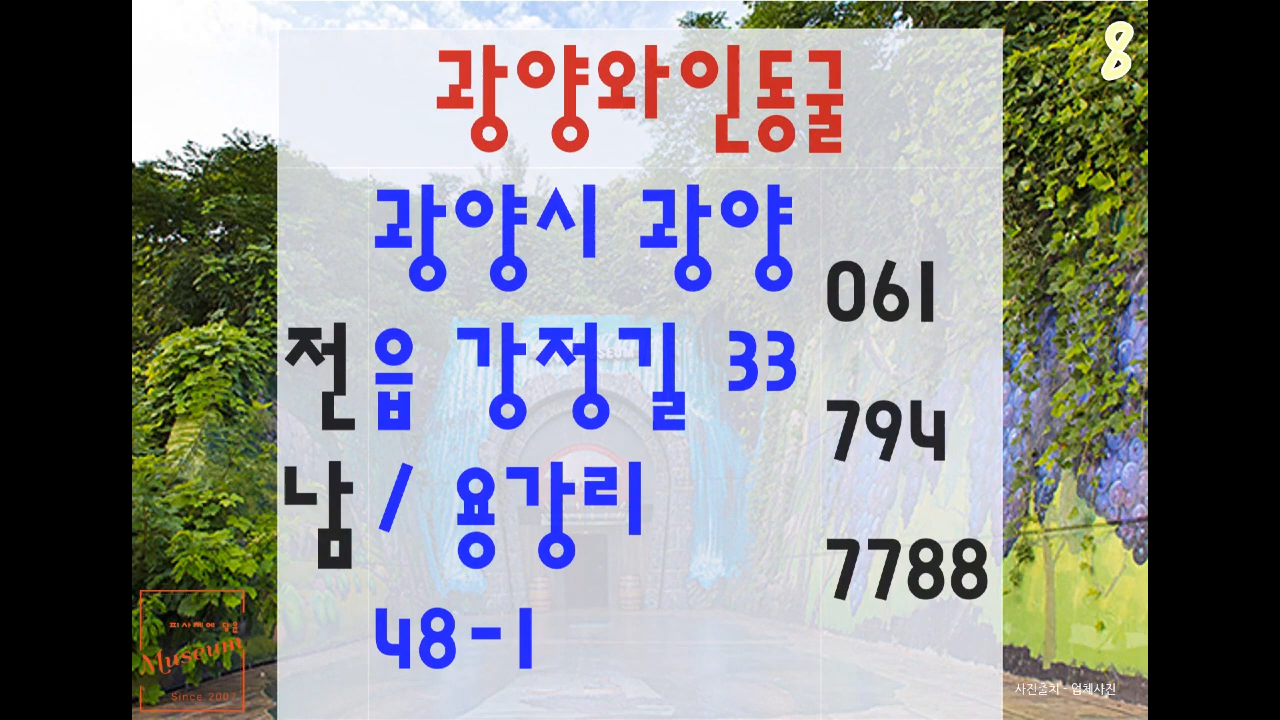 8
광양와인동굴
전남
광양시 광양
읍 강정길 33
/ 용강리
48-1
061
794
7788
Museum
Since 2007
사진출처 - 업체사진